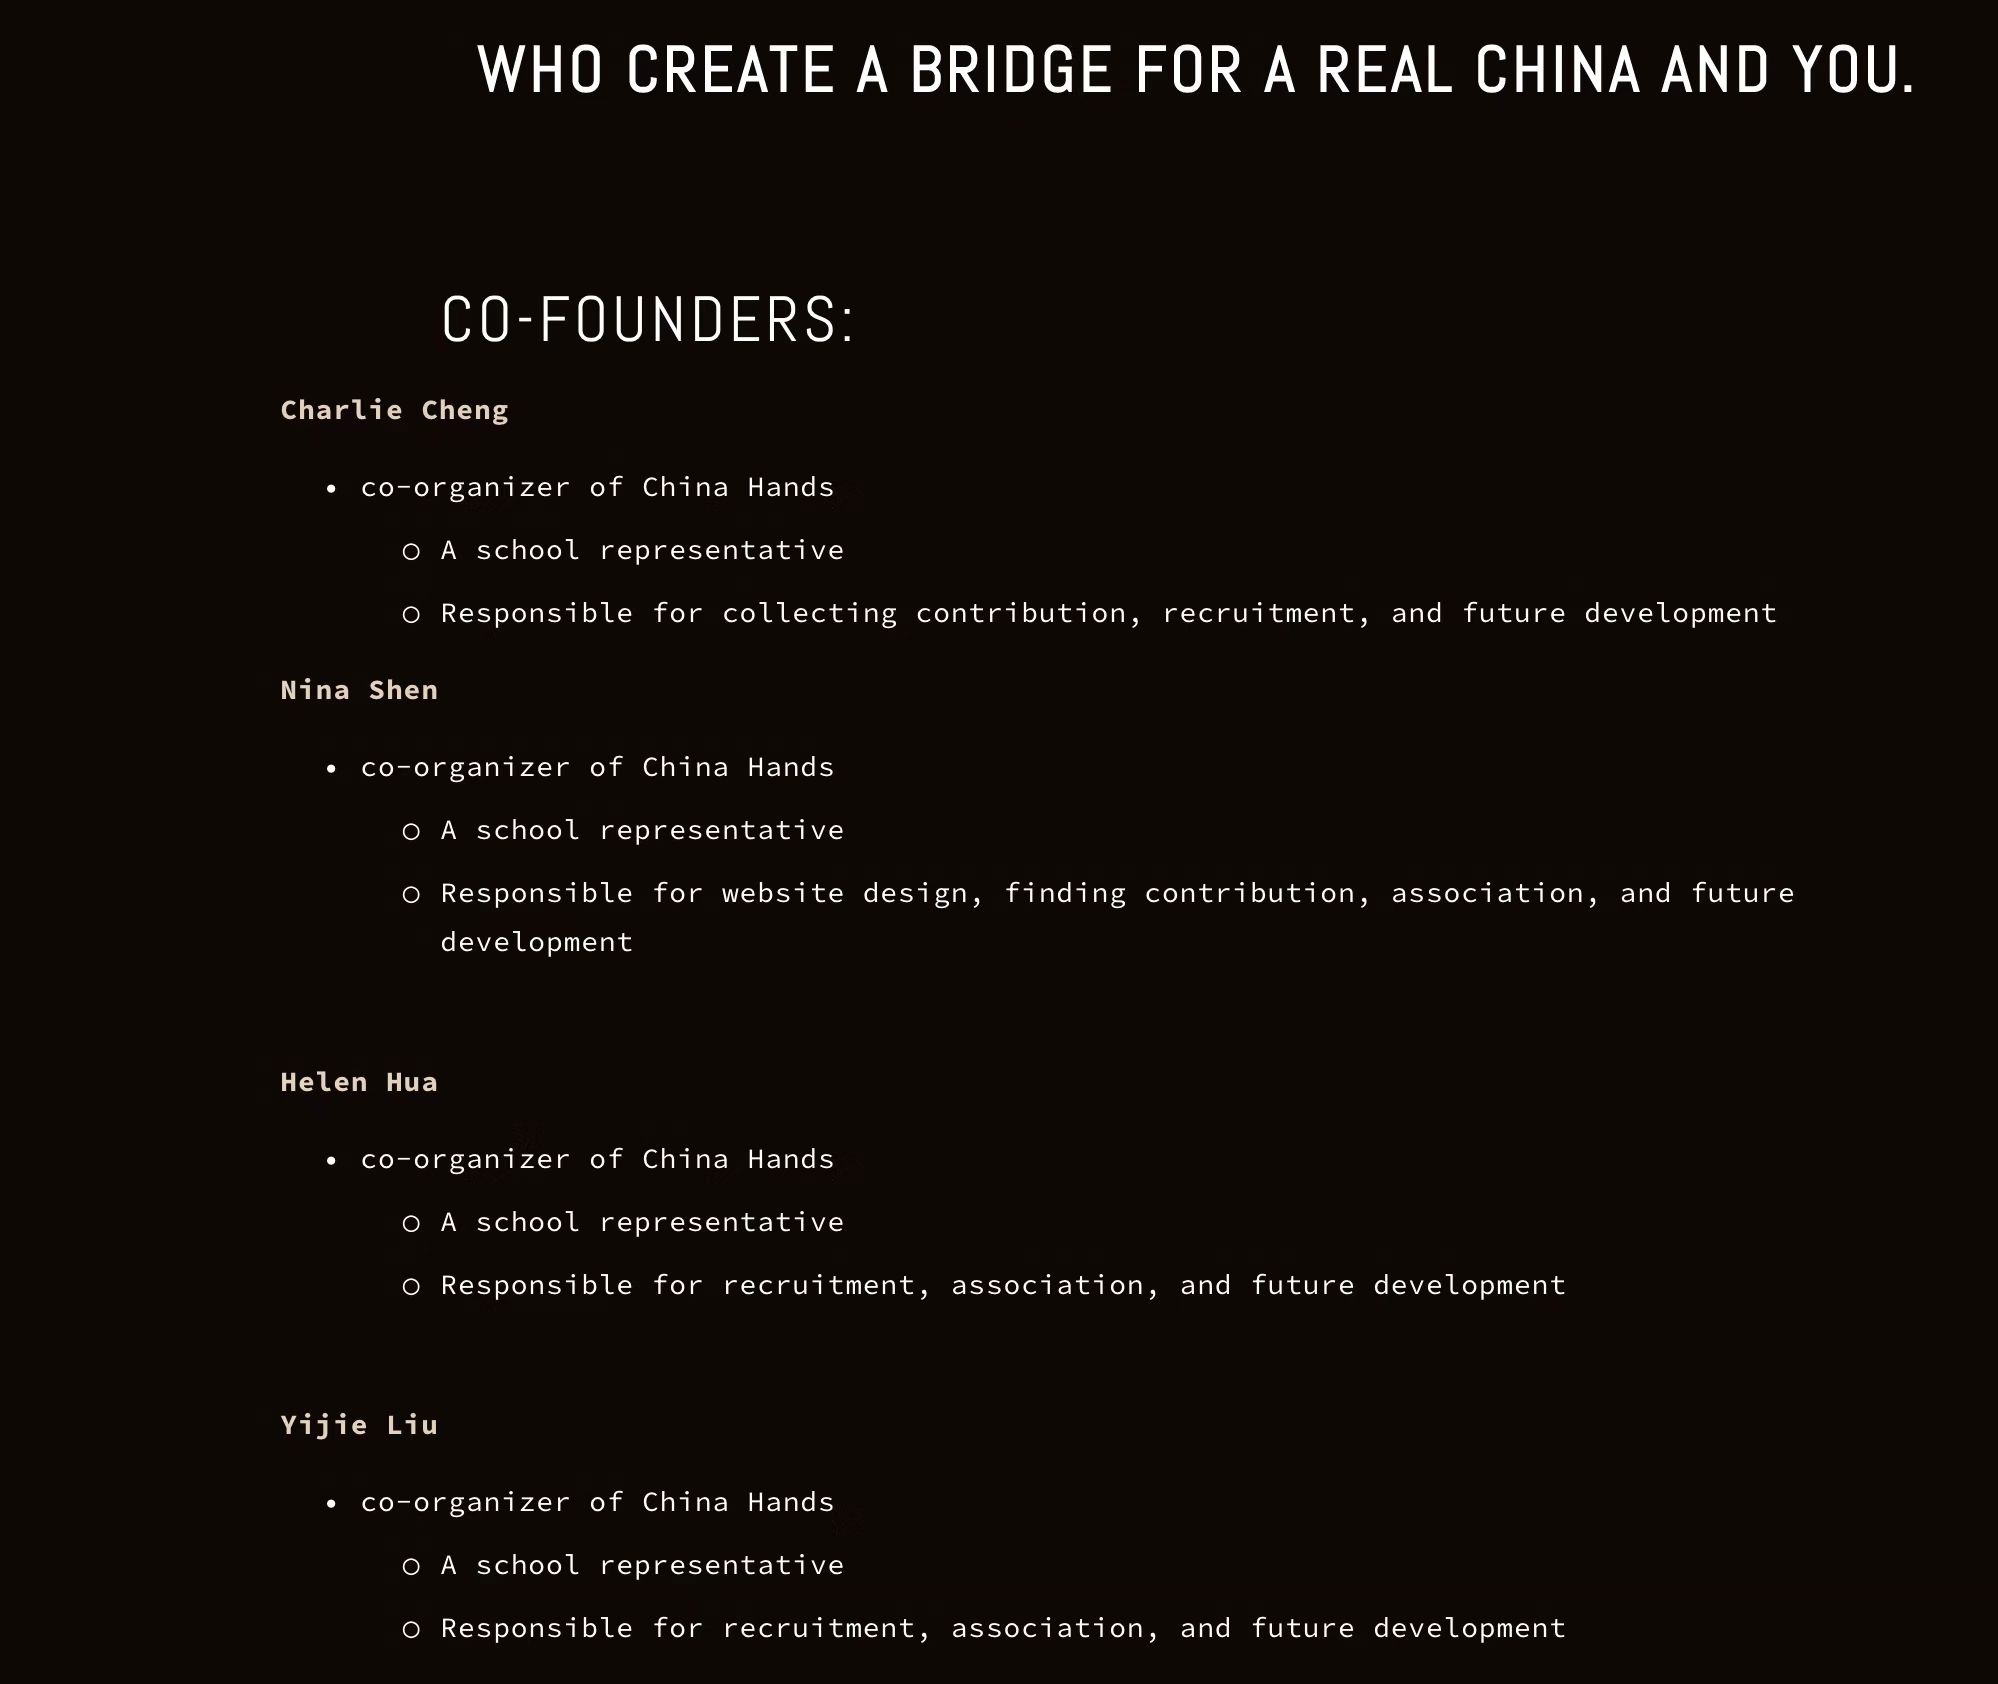 WHO CREATE A BRIDGE FOR A REAL CHINA AND YOU.
CO-FOUNDERS:
Charlie Cheng
• co-organizer of China Hands
○ A school representative
○ Responsible for collecting contribution, recruitment, and future development
Nina Shen
• co-organizer of China Hands
○ A school representative
○ Responsible for website design, finding contribution, association, and future
development
Helen Hua
• co-organizer of China Hands
○ A school representative
○ Responsible for recruitment, association, and future development
Yijie Liu
• co-organizer of China Hands
○ A school representative
○ Responsible for recruitment, association, and future development